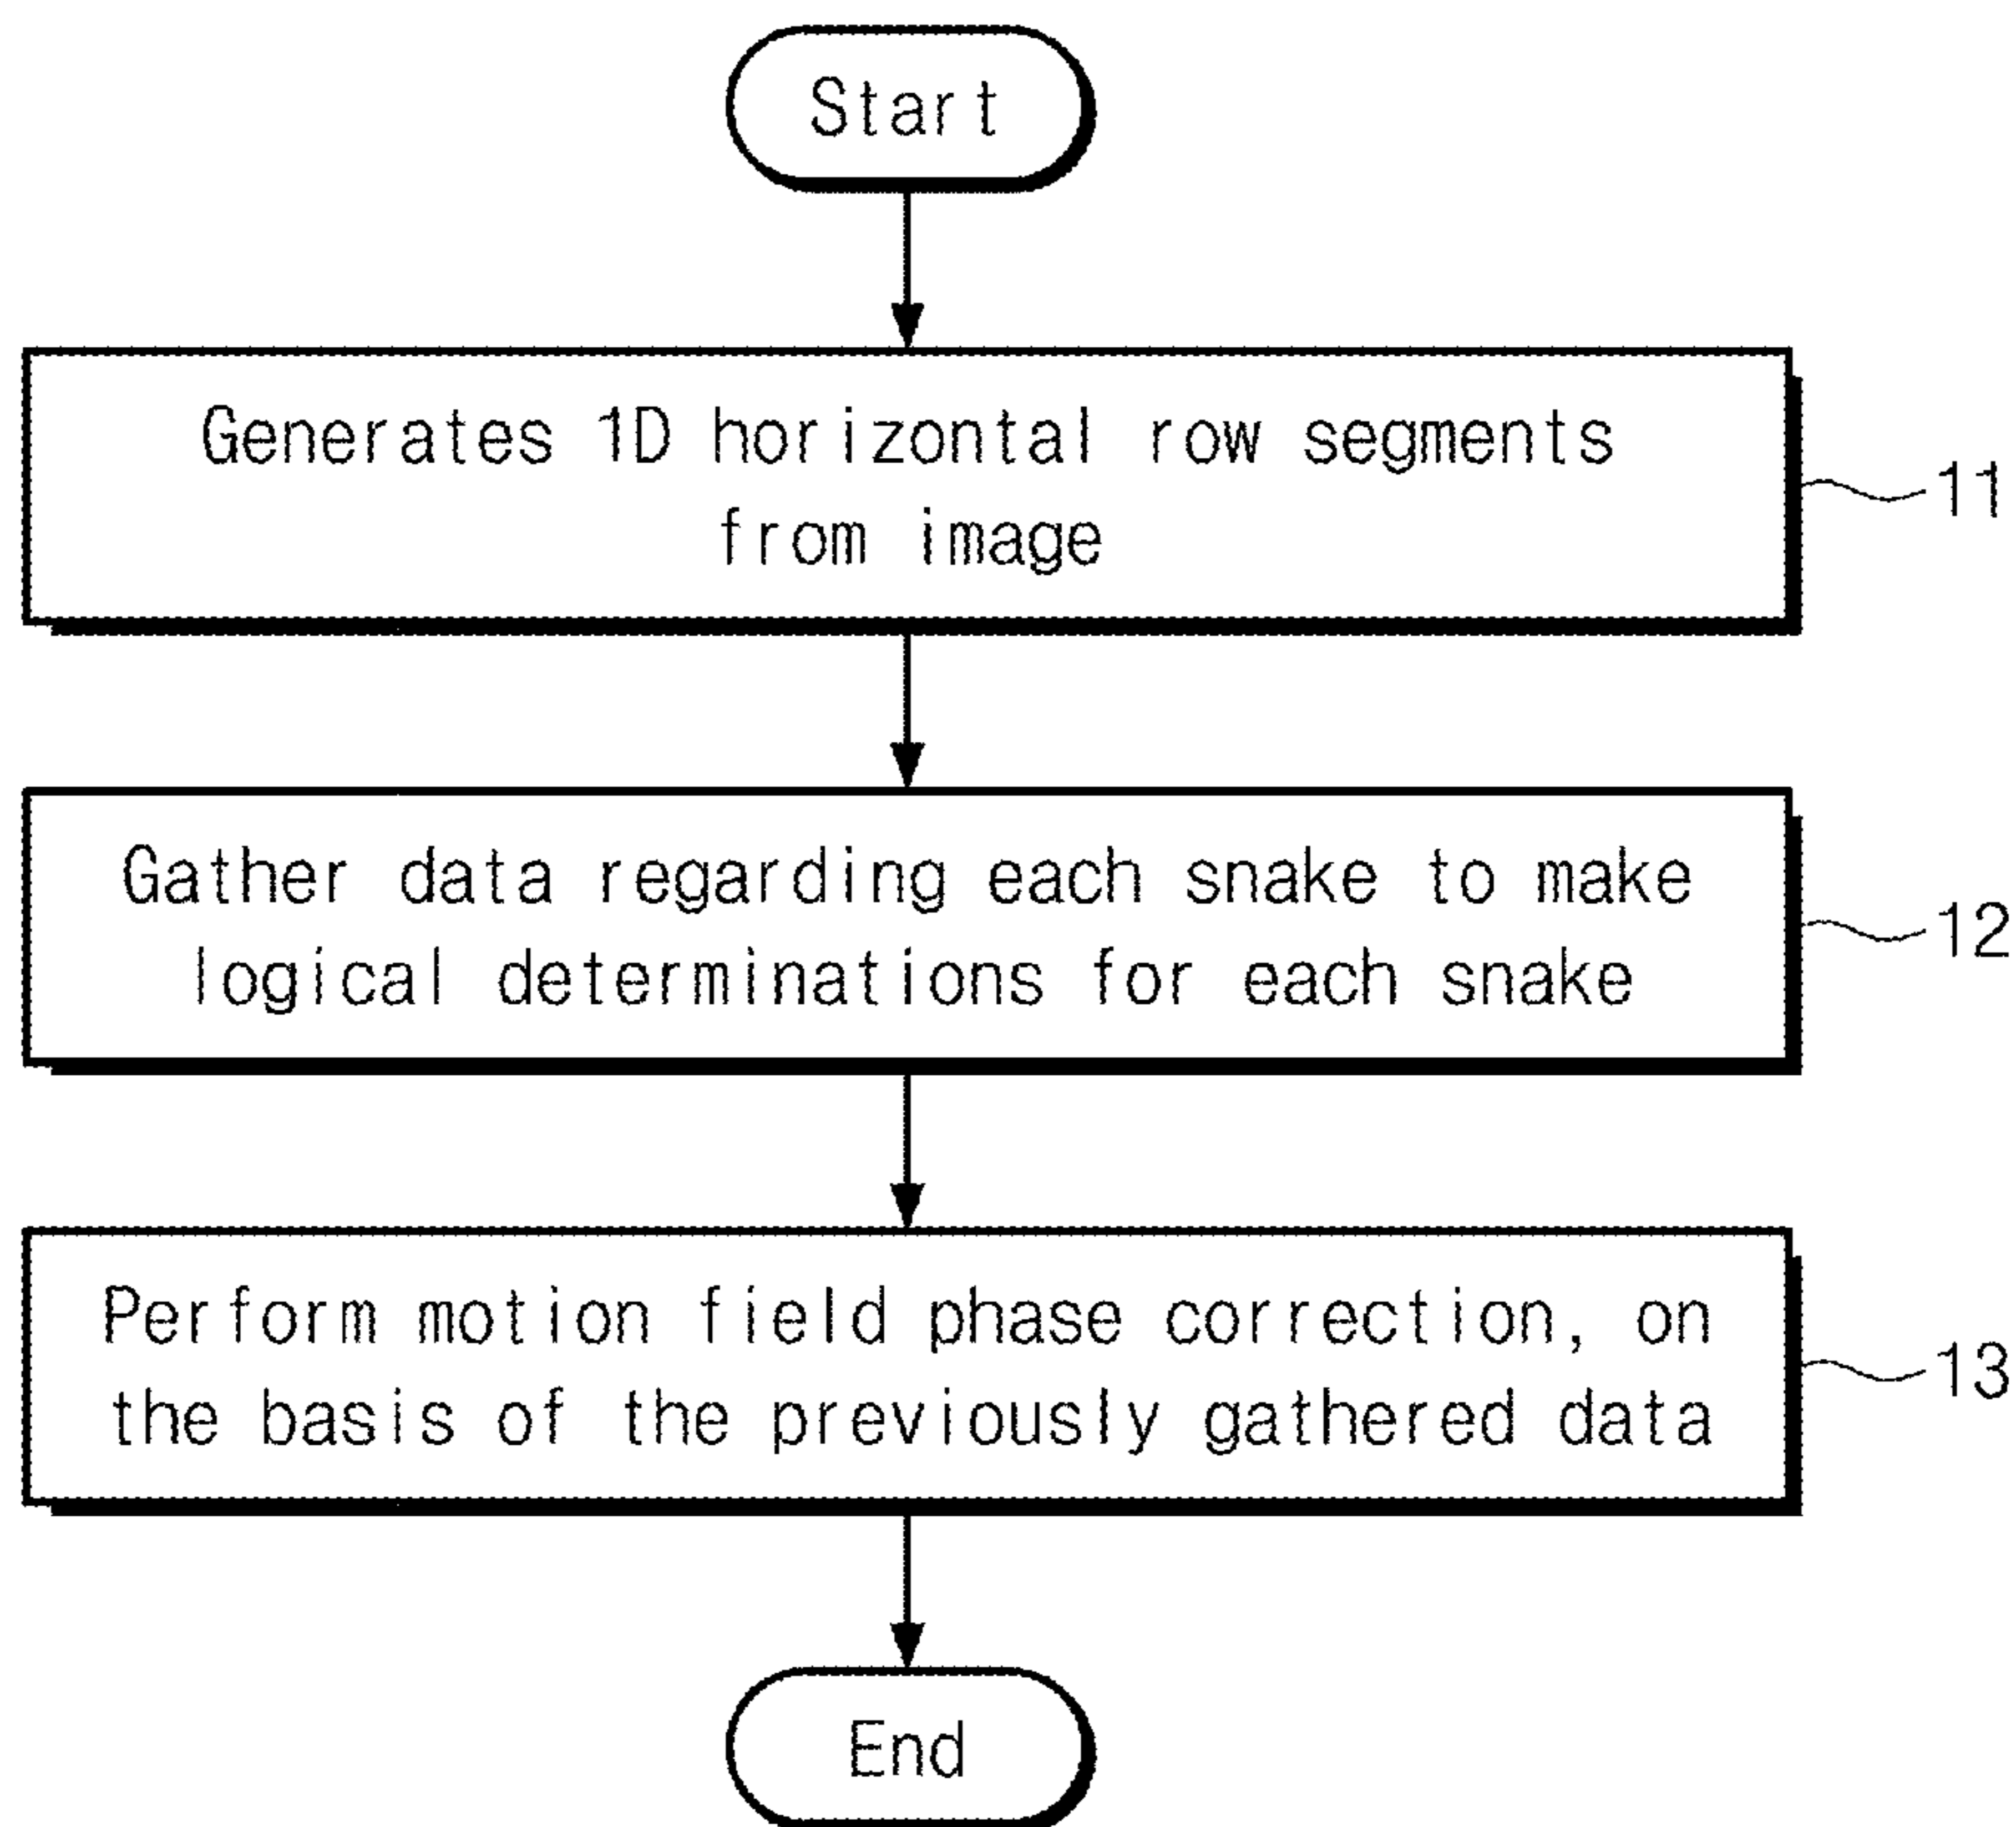 Start
Generates 1D horizontal row segments
from image
11
Gather data regarding each snake to make
logical determinations for each snake
12
Perform motion field phase correction, on
the basis of the previously gathered data
13
End